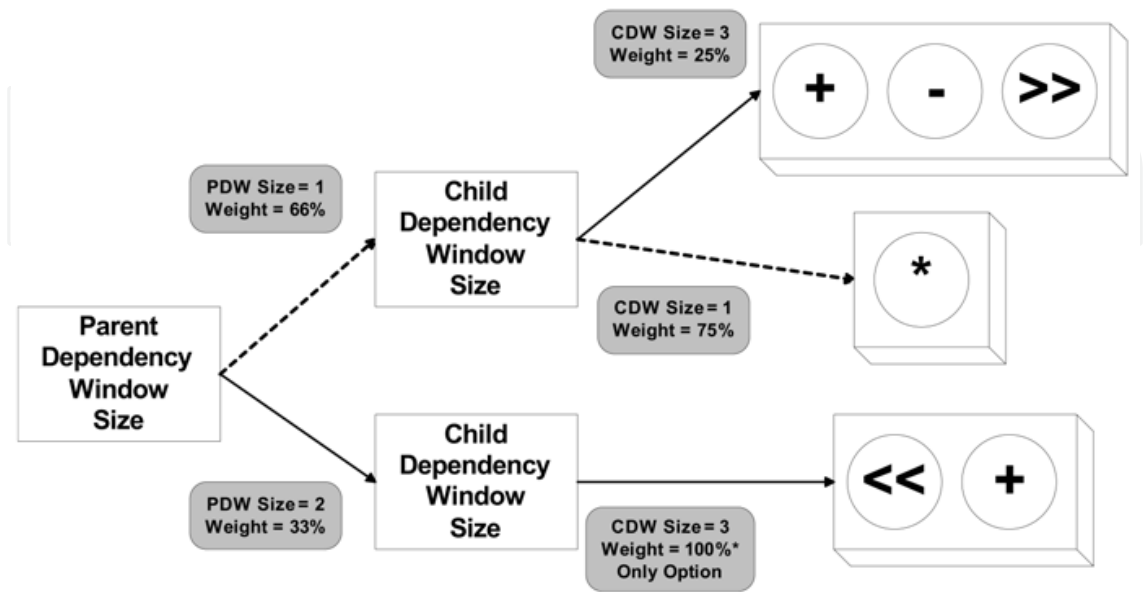 CDW Size = 3
Weight = 25%
+ - >>
PDW Size = 1
Weight = 66%
Child
Dependency
Window
Size
*
CDW Size = 1
Weight = 75%
Parent
Dependency
Window
Size
Child
Dependency
Window
Size
<< +
PDW Size = 2
Weight = 33%
CDW Size = 3
Weight = 100%*
Only Option